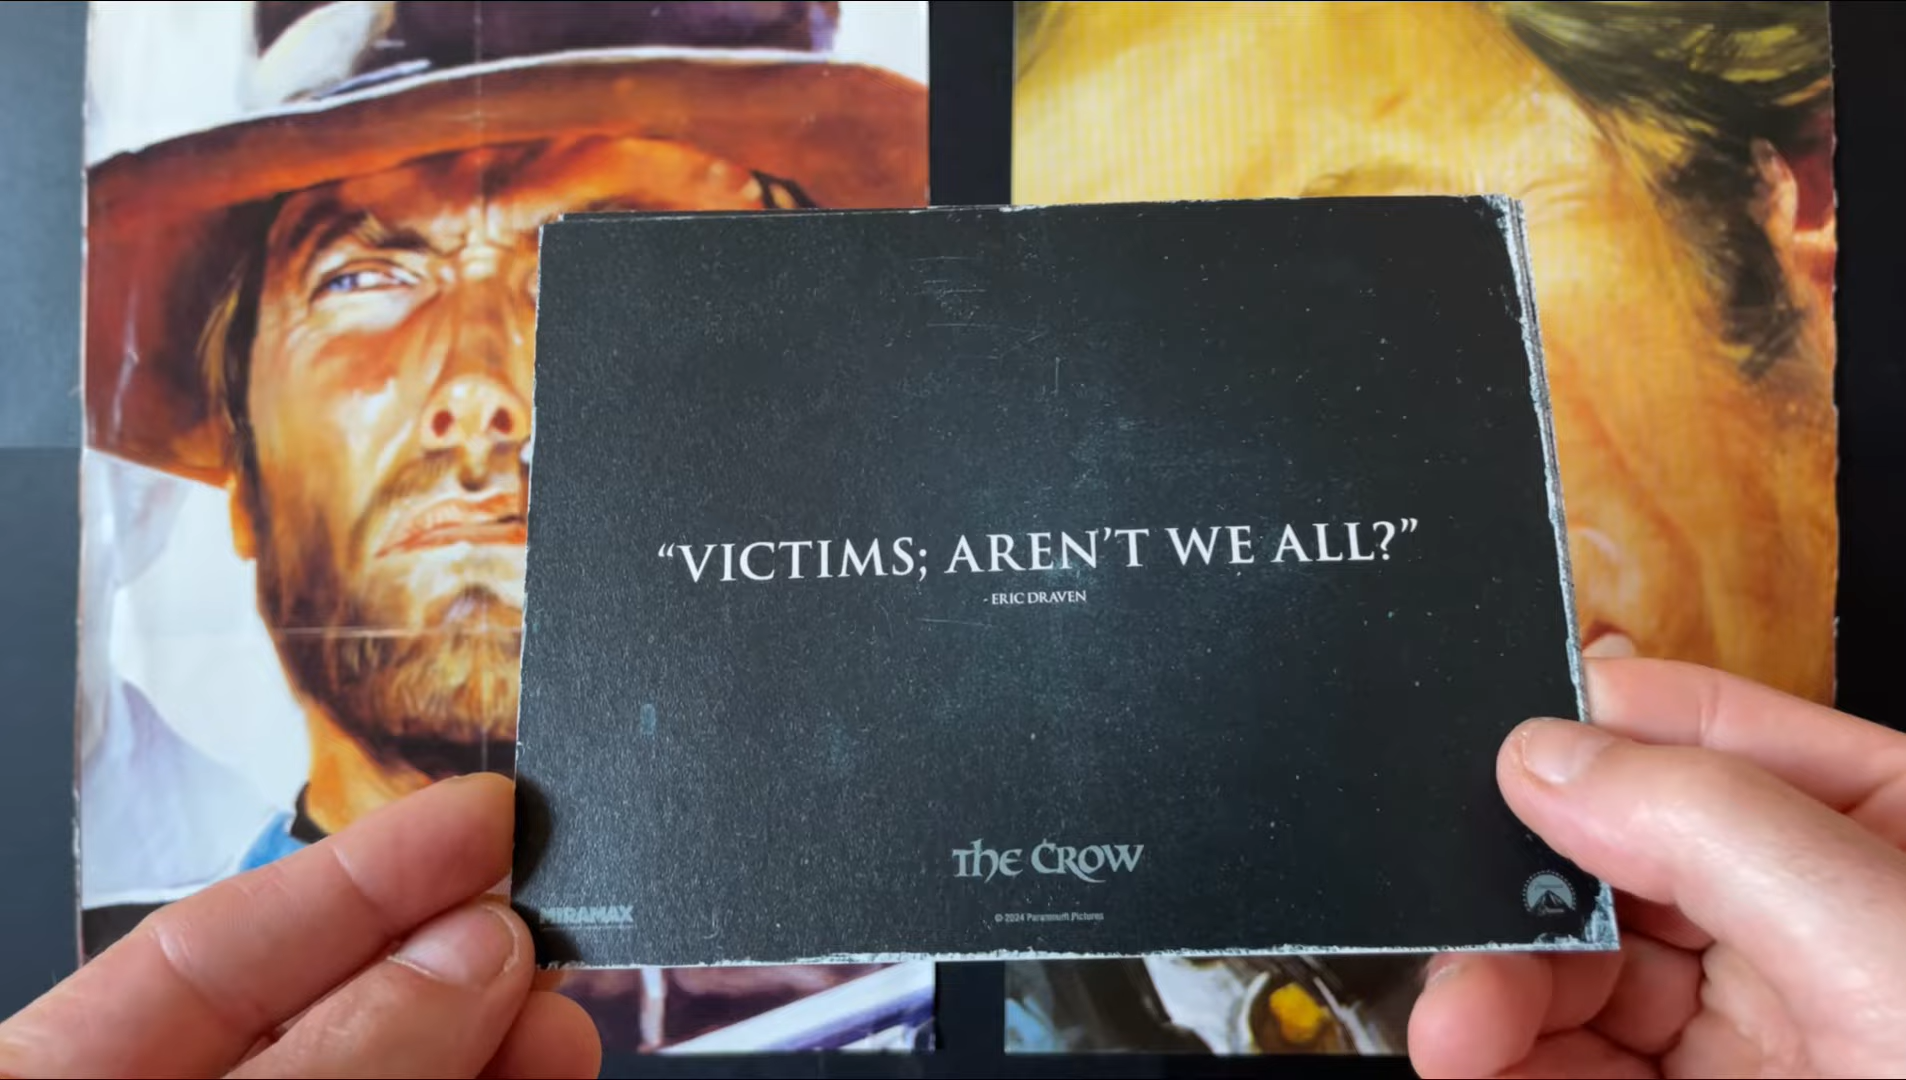 “VICTIMS; AREN’T WE ALL?”
- ERIC DRAVEN
The CROW
MIRAMAX
© 2024 Paramount Pictures